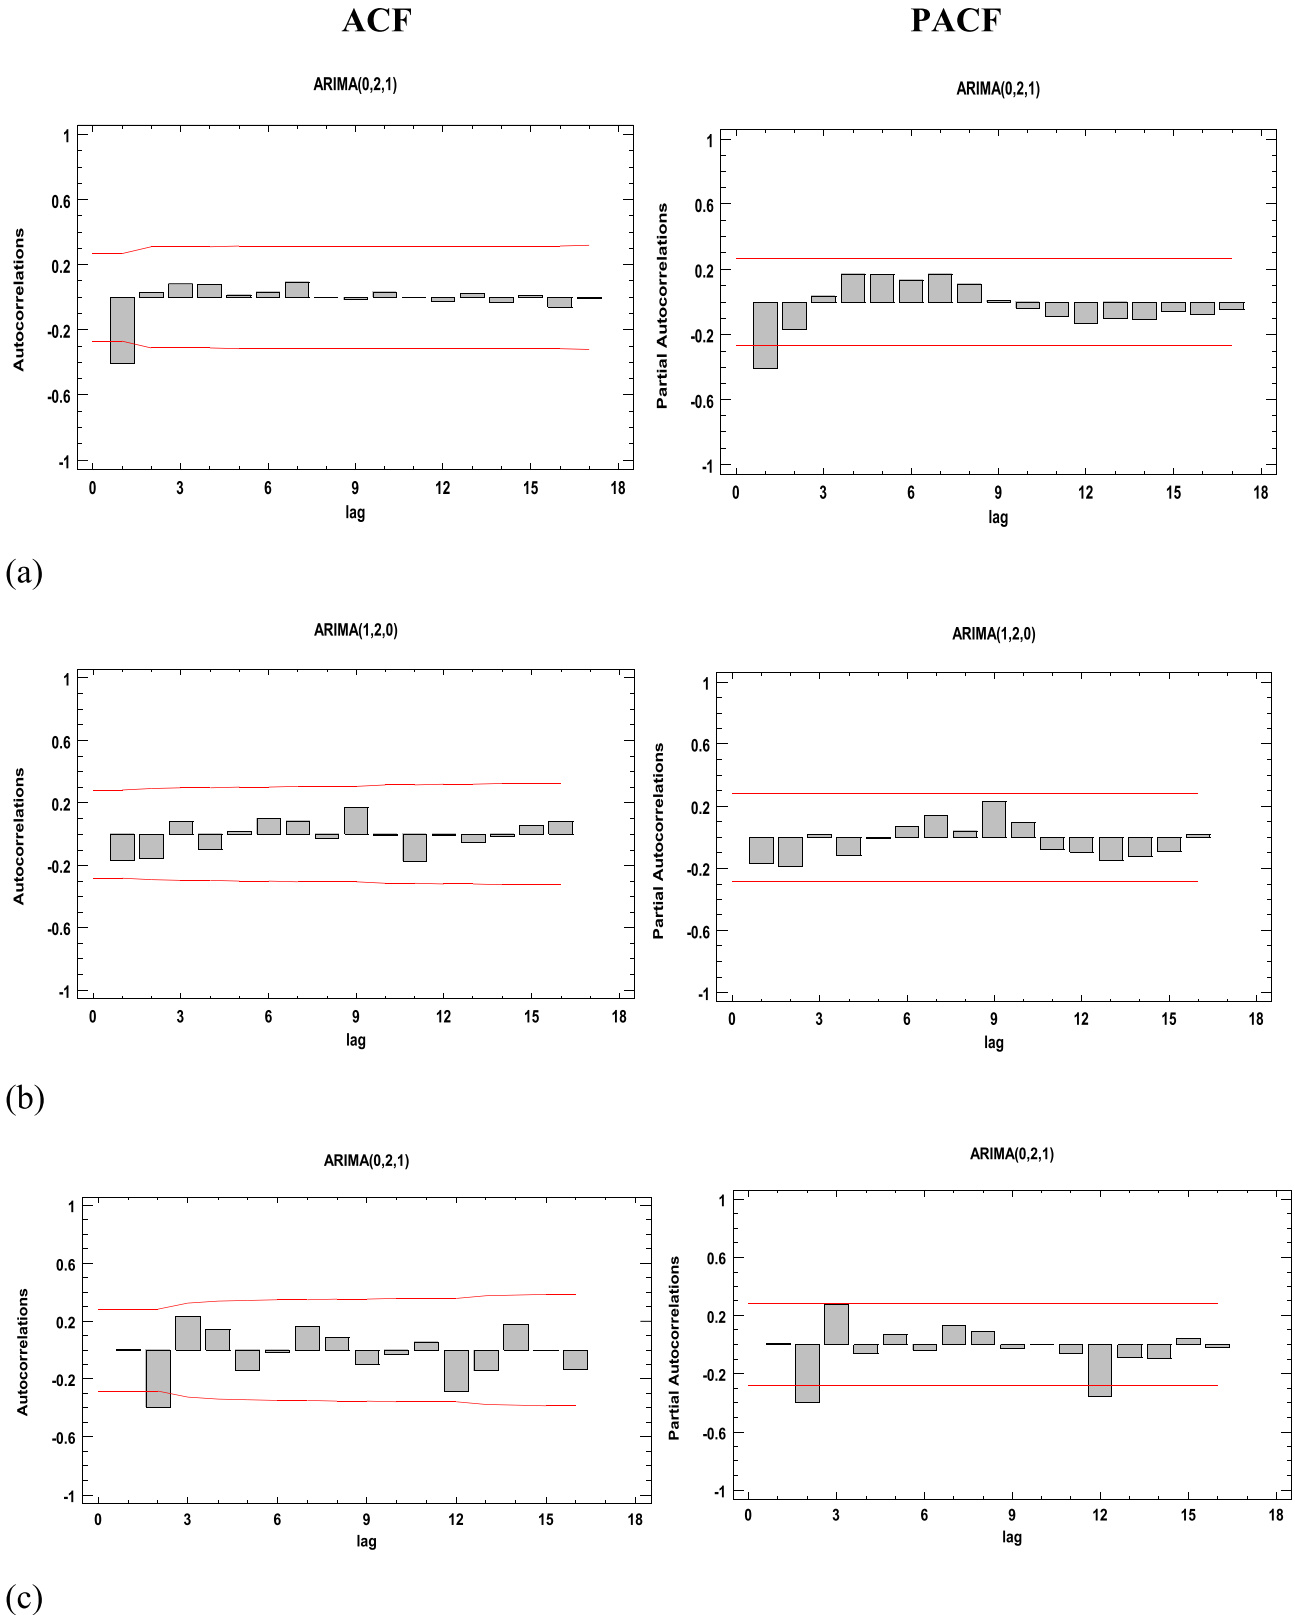 ACF PACF
ARIMA(0,2,1) ARIMA(0,2,1)
Autocorrelations
1
0.6
0.2
-0.2
-0.6
-1
0 3 6 9 12 15 18
lag
Partial Autocorrelations
1
0.6
0.2
-0.2
-0.6
-1
0 3 6 9 12 15 18
lag
(a)
ARIMA(1,2,0) ARIMA(1,2,0)
Autocorrelations
1
0.6
0.2
-0.2
-0.6
-1
0 3 6 9 12 15 18
lag
Partial Autocorrelations
1
0.6
0.2
-0.2
-0.6
-1
0 3 6 9 12 15 18
lag
(b)
ARIMA(0,2,1) ARIMA(0,2,1)
Autocorrelations
1
0.6
0.2
-0.2
-0.6
-1
0 3 6 9 12 15 18
lag
Partial Autocorrelations
1
0.6
0.2
-0.2
-0.6
-1
0 3 6 9 12 15 18
lag
(c)